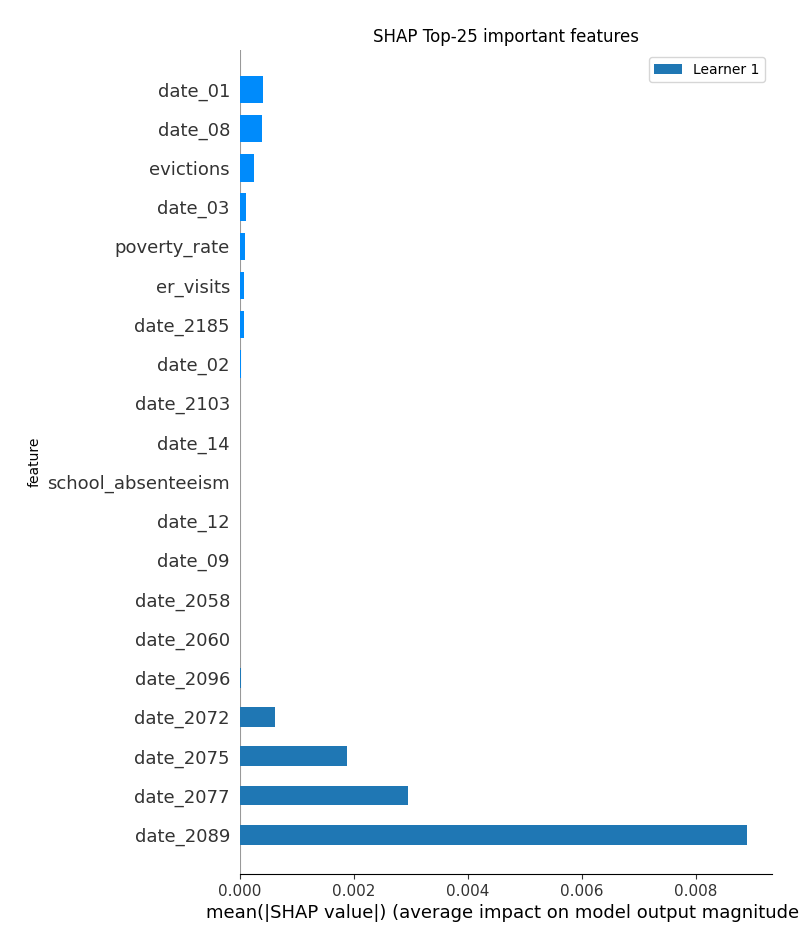 SHAP Top-25 important features
Learner 1
date_01
date_08
evictions
date_03
poverty_rate
er_visits
date_2185
date_02
date_2103
date_14
school_absenteeism
date_12
date_09
date_2058
date_2060
date_2096
date_2072
date_2075
date_2077
date_2089
feature
0.000 0.002 0.004 0.006 0.008
mean(|SHAP value|) (average impact on model output magnitude